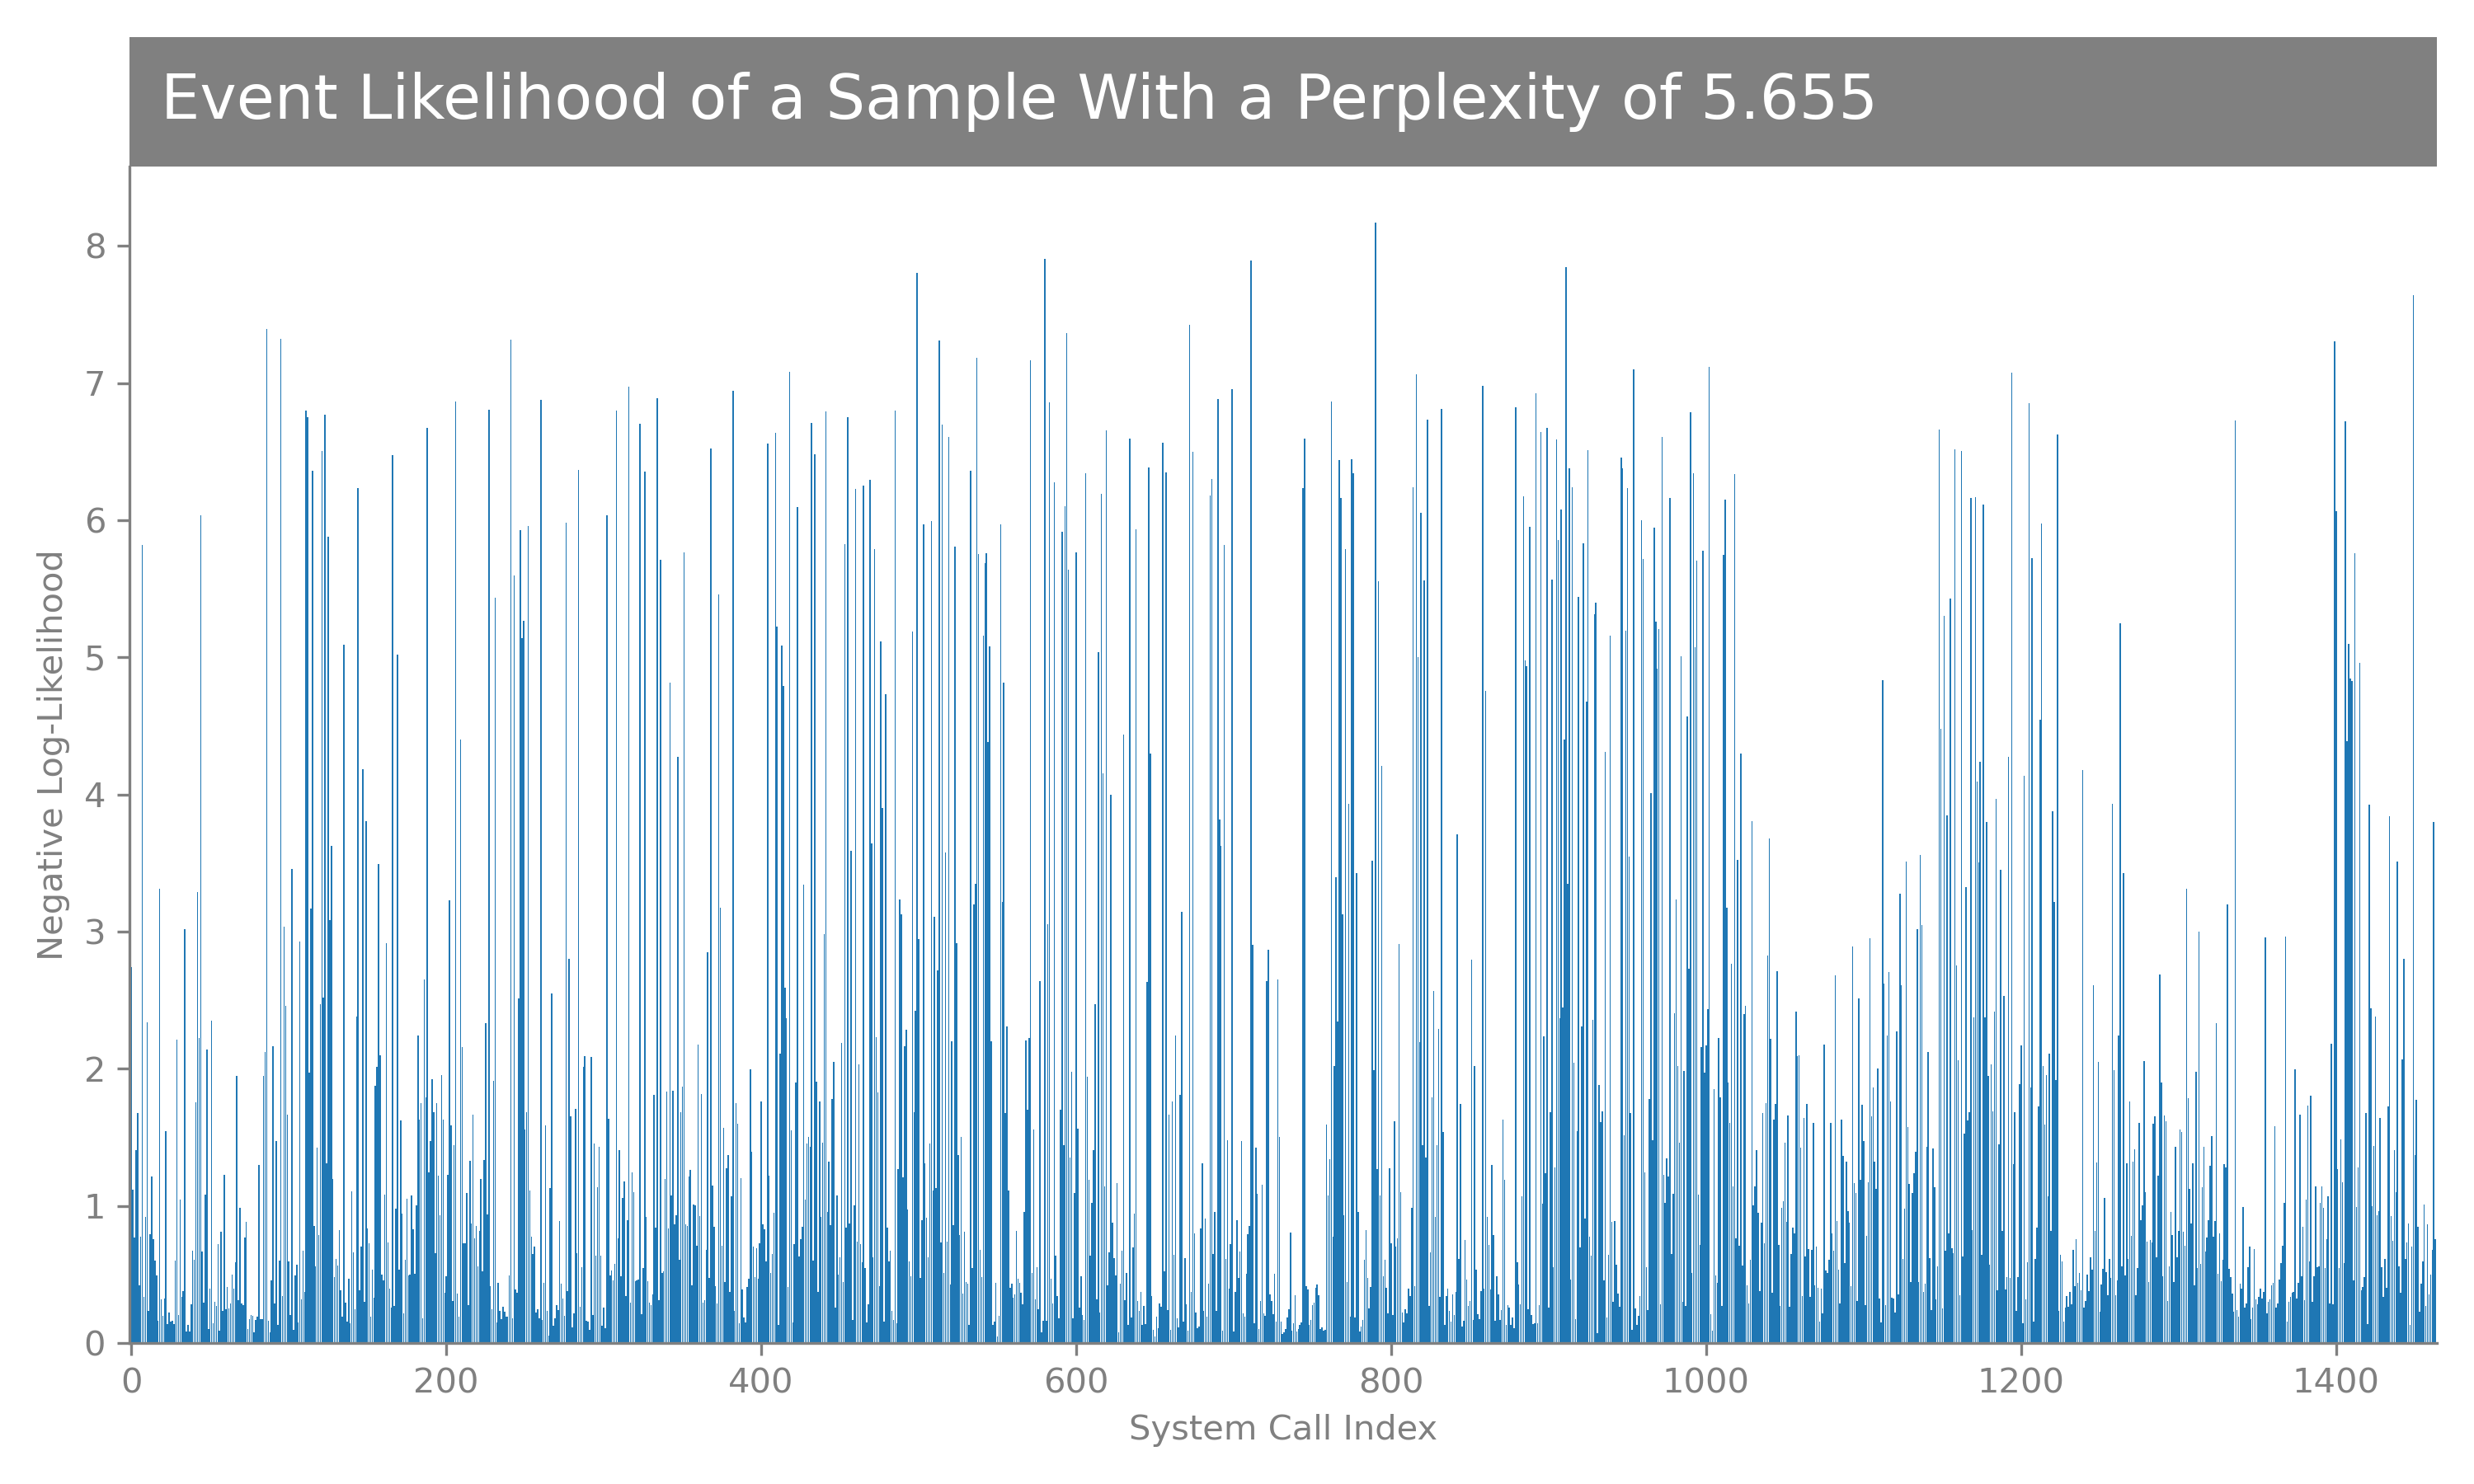 Event Likelihood of a Sample With a Perplexity of 5.655
8
7
6
5
4
3
2
1
0
Negative Log-Likelihood
0 200 400 600 800 1000 1200 1400
System Call Index